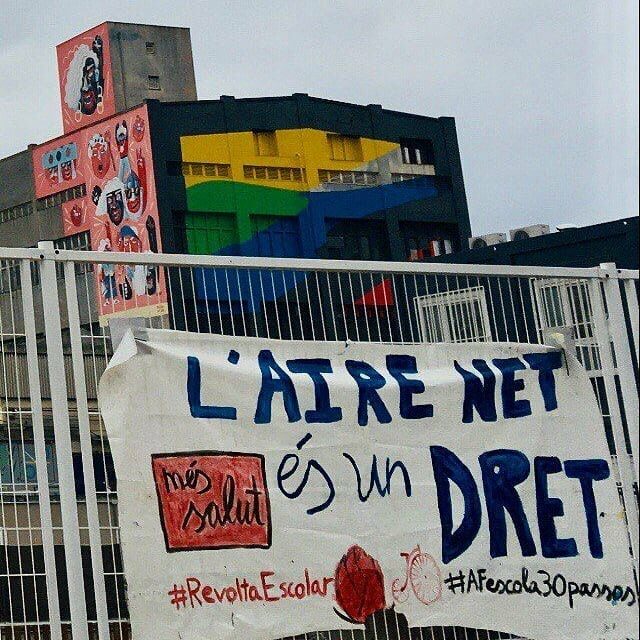 L'AIRE NET
més
salut
és un
DRET
#RevoltaEscolar
#AFescola30passos